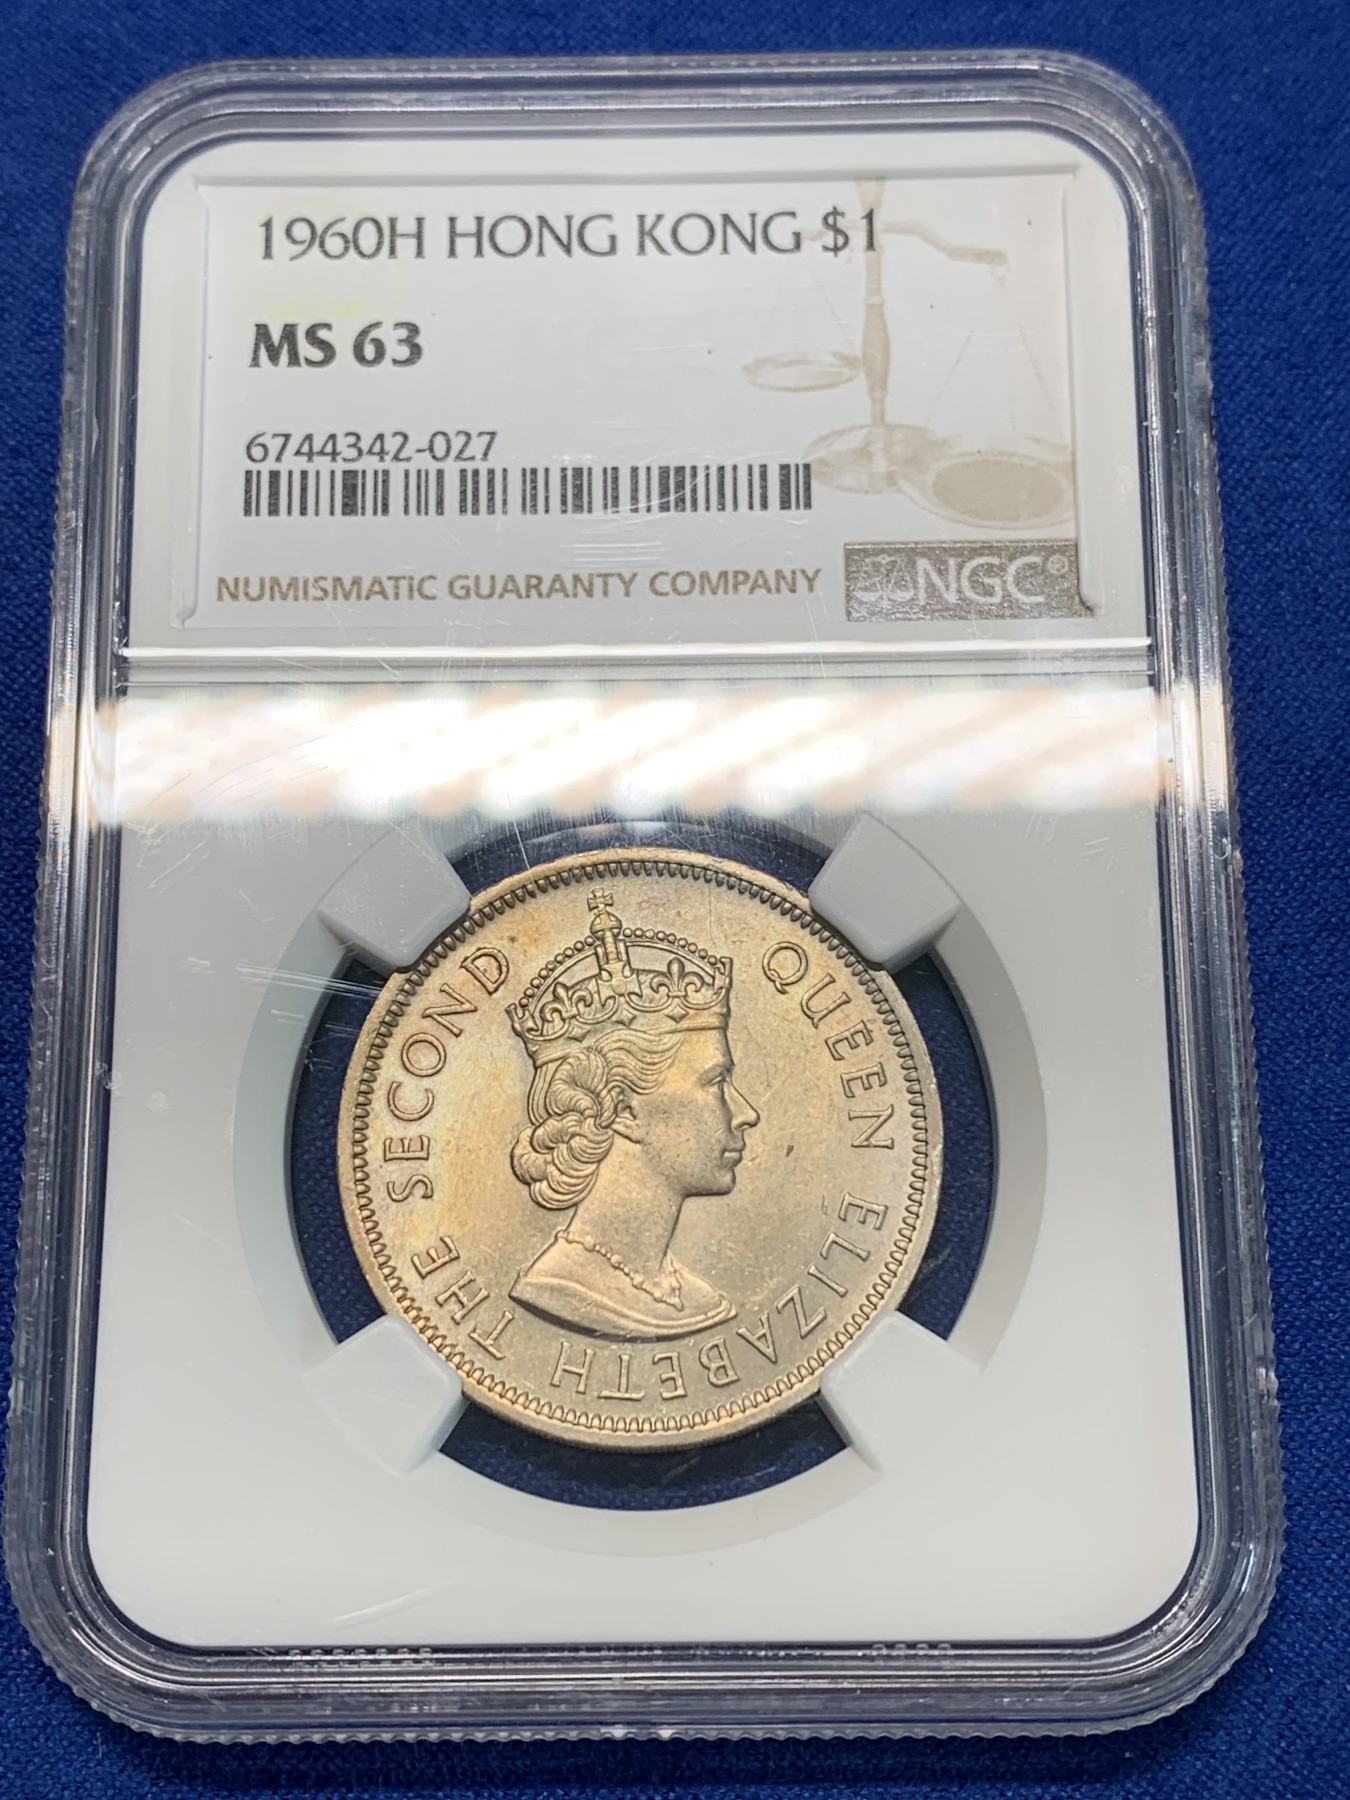 1960H HONG KONG $1
MS 63
6744342-027
NUMISMATIC GUARANTY COMPANY
NGC®
QUEEN ELIZABETH THE SECOND